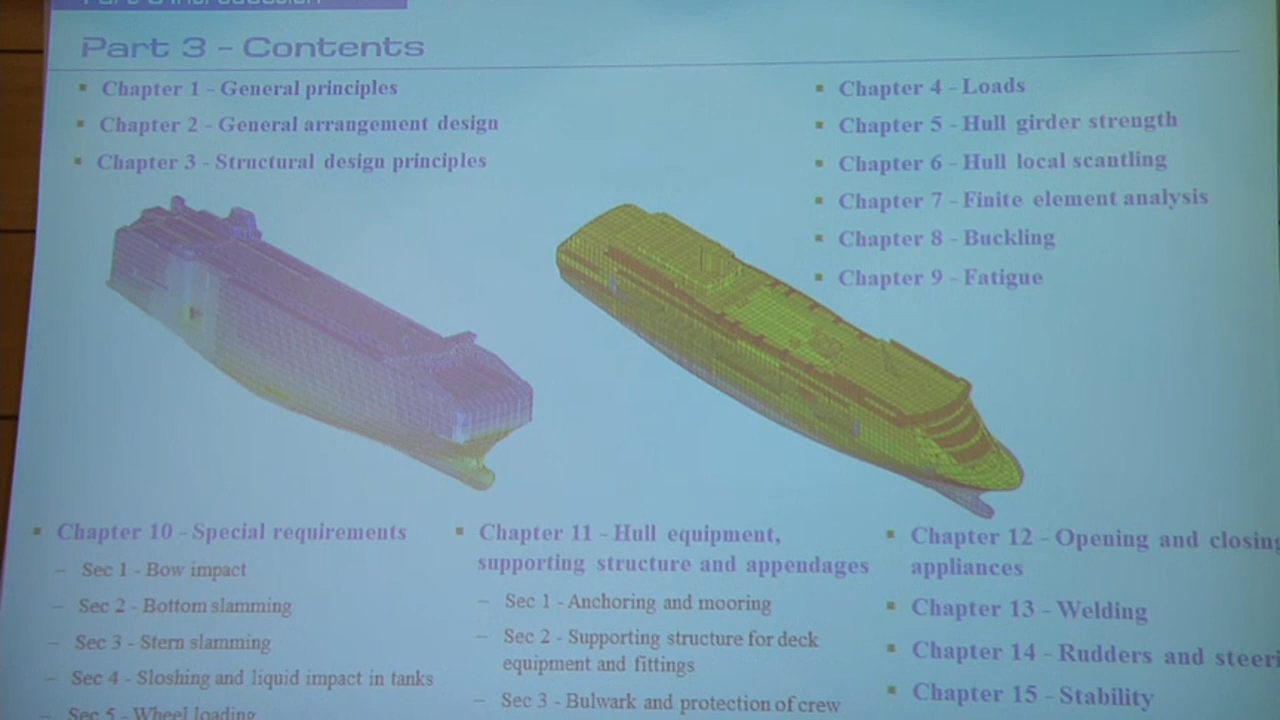 Part 3 - Contents
Chapter 1 - General principles
Chapter 2 - General arrangement design
Chapter 3 - Structural design principles
Chapter 4 - Loads
Chapter 5 - Hull girder strength
Chapter 6 - Hull local scantling
Chapter 7 - Finite element analysis
Chapter 8 - Buckling
Chapter 9 - Fatigue
Chapter 10 - Special requirements
– Sec 1 - Bow impact
– Sec 2 - Bottom slamming
– Sec 3 - Stern slamming
– Sec 4 - Sloshing and liquid impact in tanks
– Sec 5 - Wheel loading
Chapter 11 - Hull equipment,
supporting structure and appendages
– Sec 1 - Anchoring and mooring
– Sec 2 - Supporting structure for deck
equipment and fittings
– Sec 3 - Bulwark and protection of crew
Chapter 12 - Opening and closing
appliances
Chapter 13 - Welding
Chapter 14 - Rudders and steeri
Chapter 15 - Stability